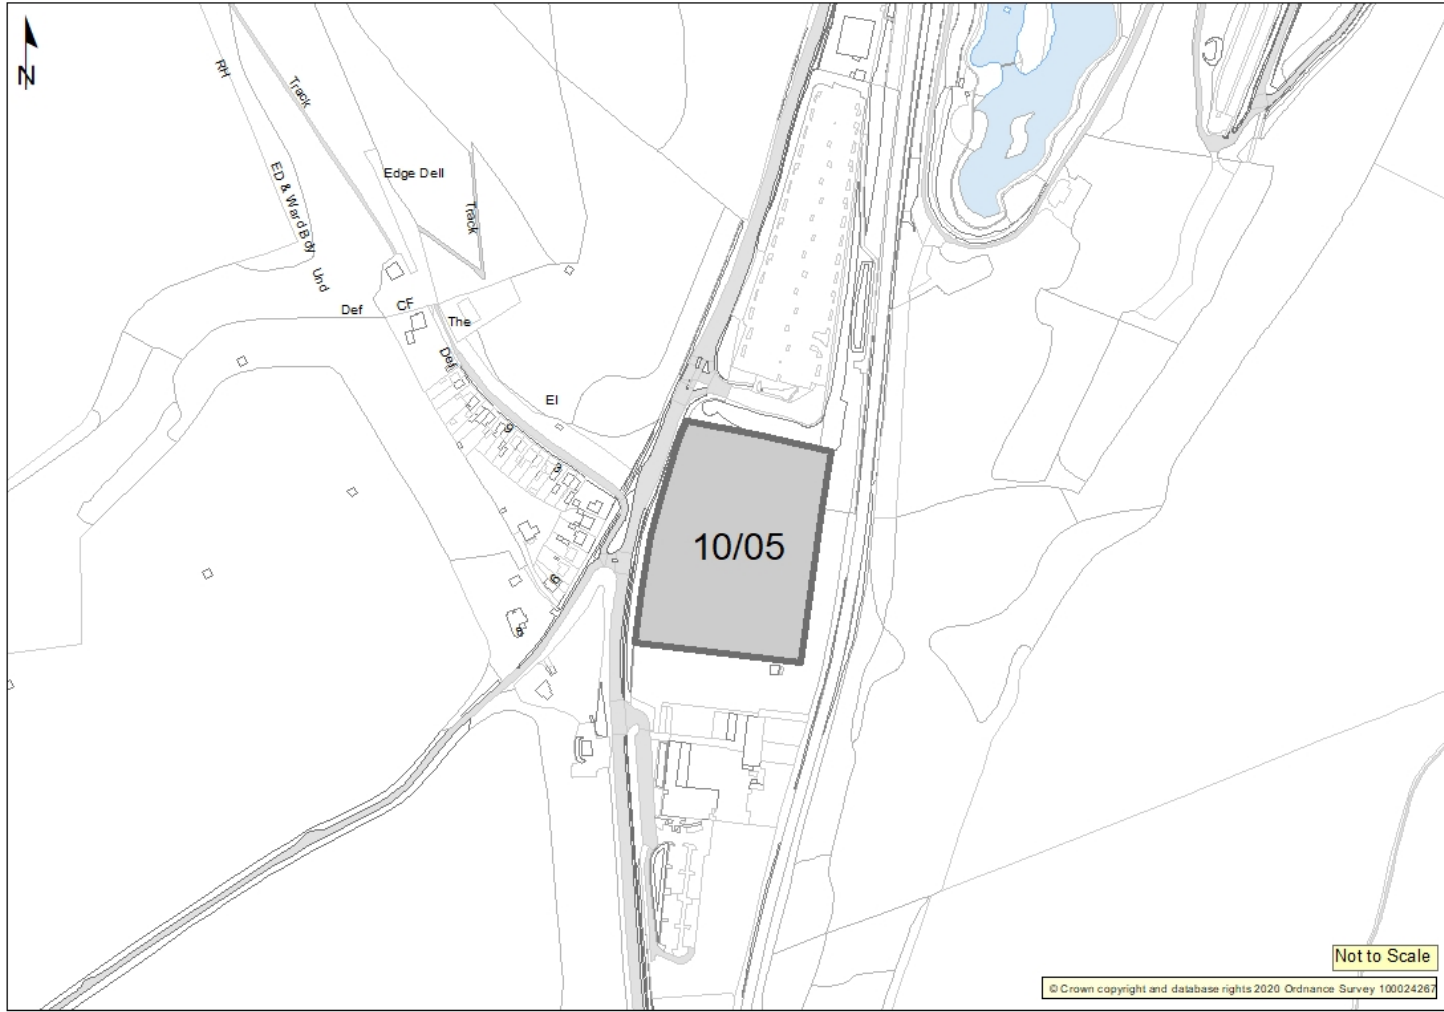 N
RH
Track
ED & Ward Bdy
Und
Def
CF
Edge Dell
Track
The
Def
El
9
3
6
8
10/05
Not to Scale
© Crown copyright and database rights 2020 Ordnance Survey 100024267